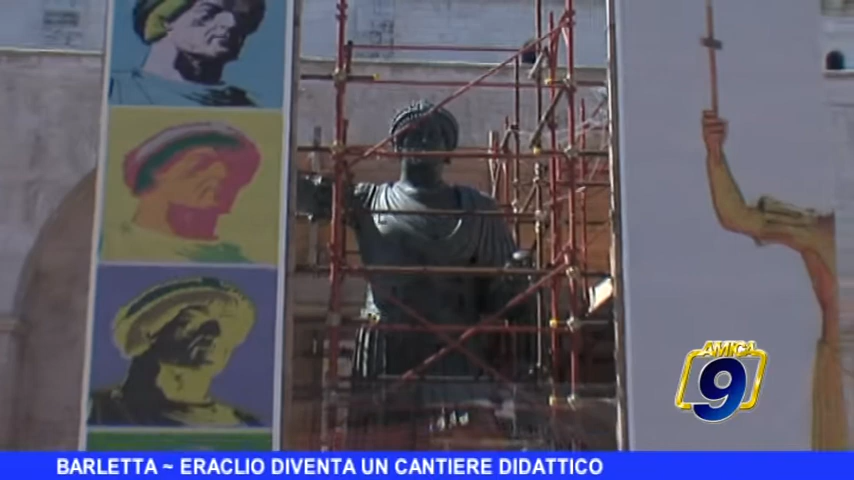 AMICA
9
BARLETTA ~ ERACLIO DIVENTA UN CANTIERE DIDATTICO